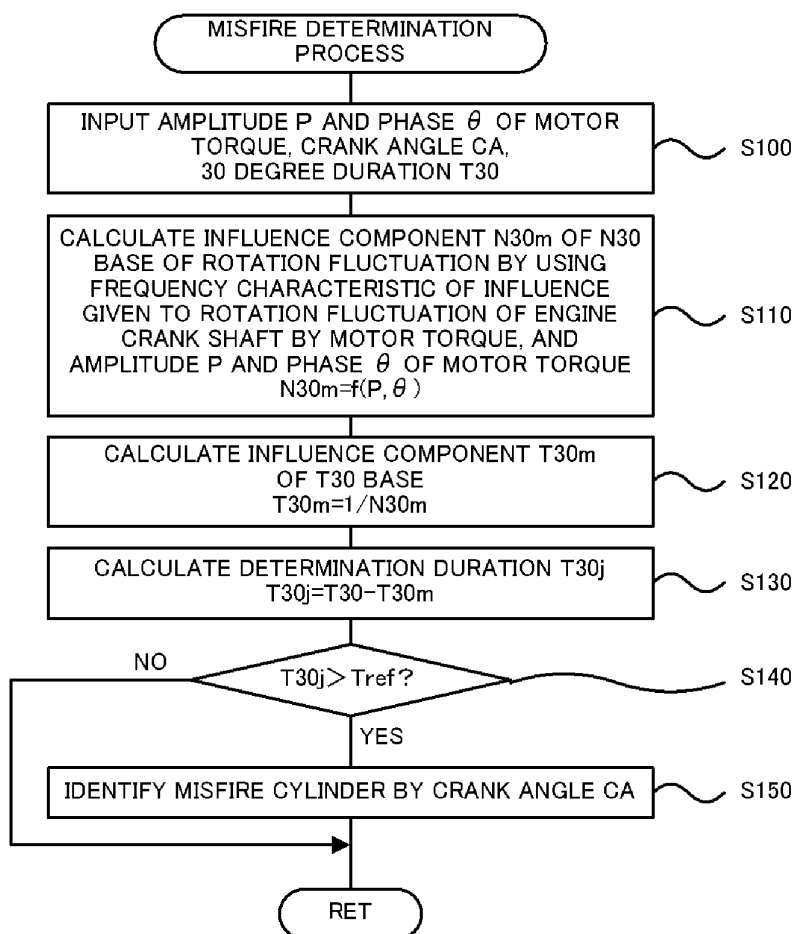 MISFIRE DETERMINATION
PROCESS
INPUT AMPLITUDE P AND PHASE θ OF MOTOR
TORQUE, CRANK ANGLE CA,
30 DEGREE DURATION T30
S100
CALCULATE INFLUENCE COMPONENT N30m OF N30
BASE OF ROTATION FLUCTUATION BY USING
FREQUENCY CHARACTERISTIC OF INFLUENCE
GIVEN TO ROTATION FLUCTUATION OF ENGINE
CRANK SHAFT BY MOTOR TORQUE, AND
AMPLITUDE P AND PHASE θ OF MOTOR TORQUE
N30m=f(P,θ)
S110
CALCULATE INFLUENCE COMPONENT T30m
OF T30 BASE
T30m=1/N30m
S120
CALCULATE DETERMINATION DURATION T30j
T30j=T30-T30m
S130
T30j>Tref?
S140
NO
YES
IDENTIFY MISFIRE CYLINDER BY CRANK ANGLE CA
S150
RET